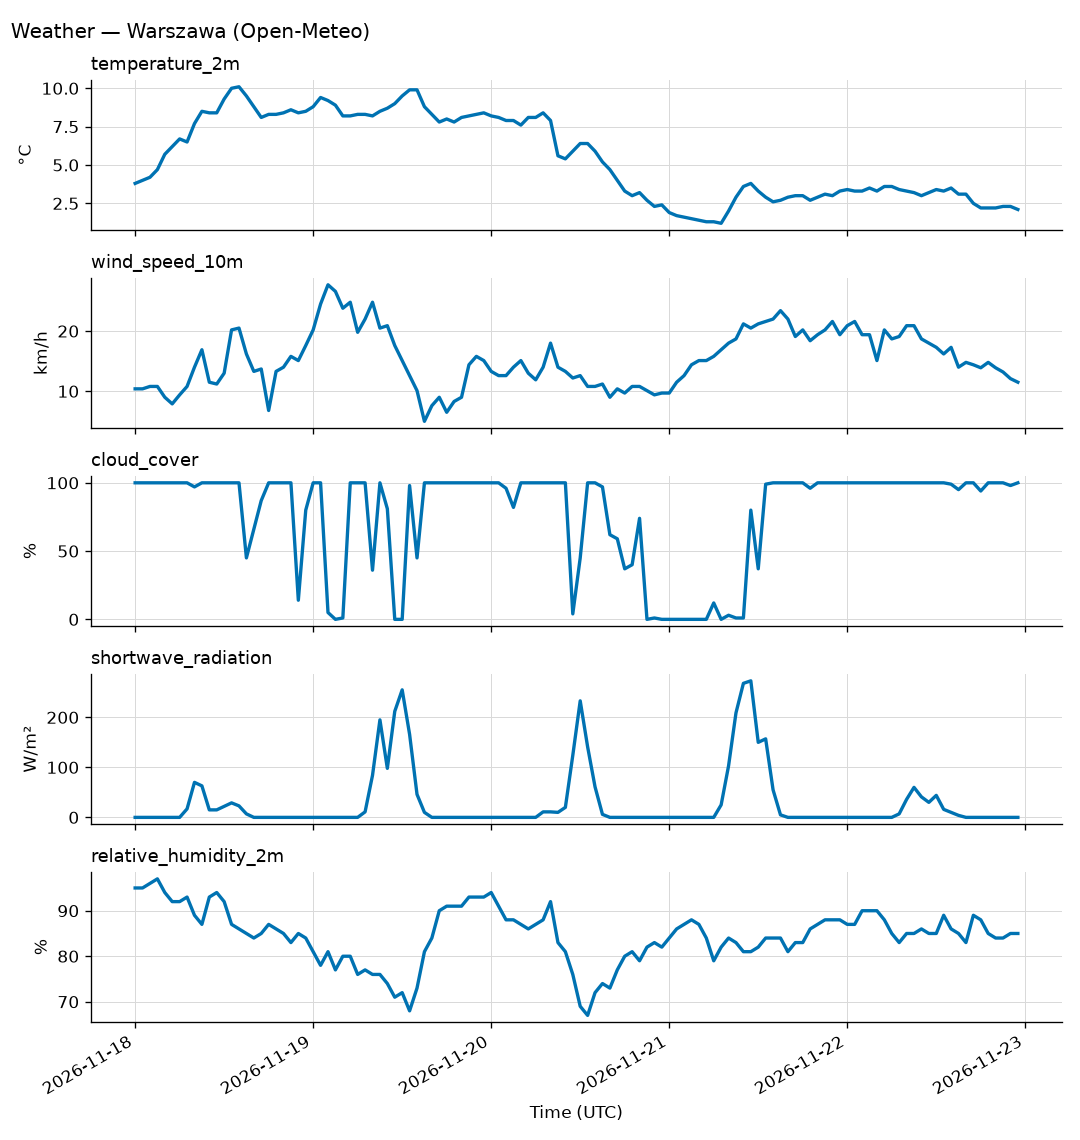 Weather — Warszawa (Open-Meteo)
temperature_2m
10.0
7.5
5.0
2.5
°C
wind_speed_10m
20
10
km/h
cloud_cover
100
50
0
%
shortwave_radiation
200
100
0
W/m²
relative_humidity_2m
90
80
70
%
2026-11-18
2026-11-19
2026-11-20
2026-11-21
2026-11-22
2026-11-23
Time (UTC)